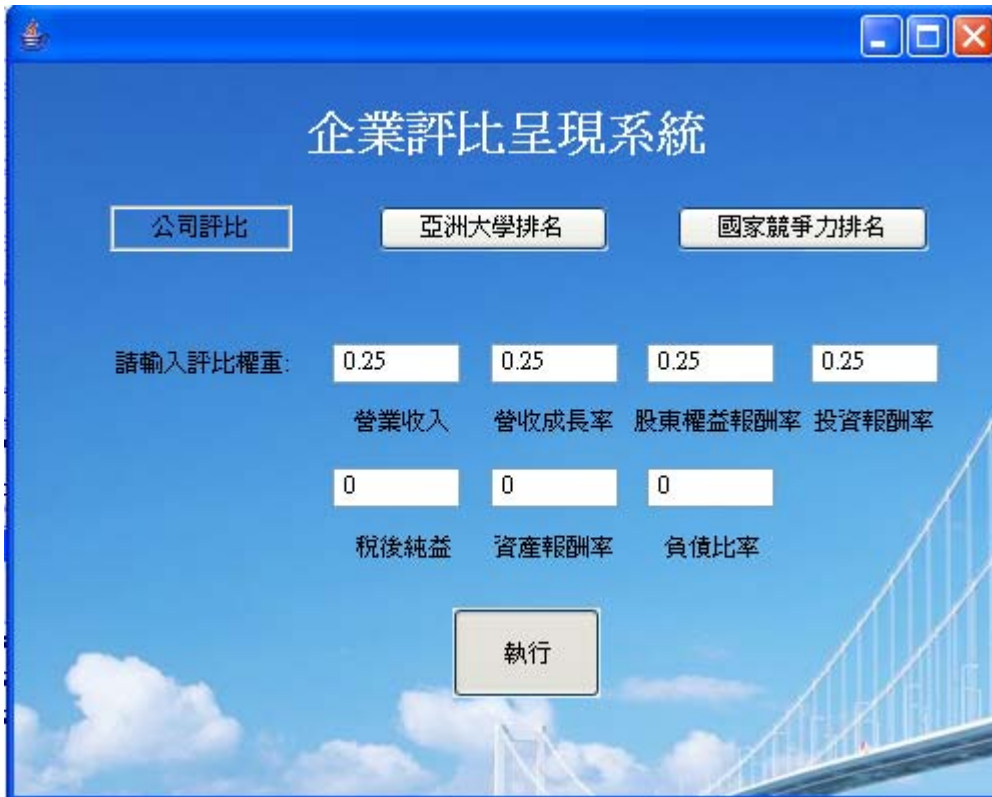 企業評比呈現系統
公司評比 亞洲大學排名 國家競爭力排名
請輸入評比權重: 0.25 0.25 0.25 0.25
營業收入 營收成長率 股東權益報酬率 投資報酬率
0 0 0
稅後純益 資產報酬率 負債比率
執行